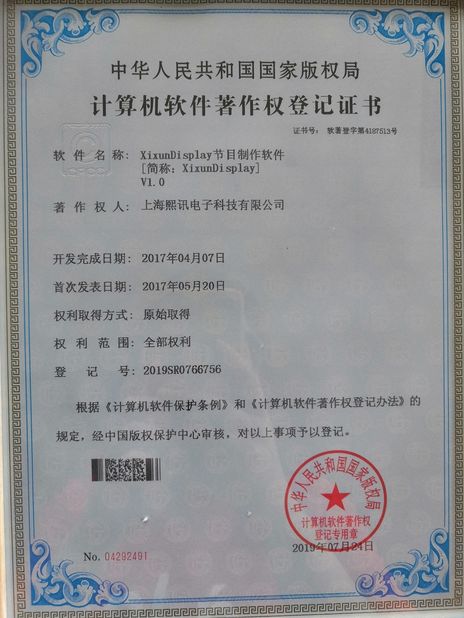 中华人民共和国国家版权局
计算机软件著作权登记证书
证书号： 软著登字第4187513号
软件名称： XixunDisplay节目制作软件
[简称：XixunDisplay]
V1.0
著作权人： 上海熙讯电子科技有限公司
开发完成日期： 2017年04月07日
首次发表日期： 2017年05月20日
权利取得方式： 原始取得
权利范围： 全部权利
登记号： 2019SR0766756
根据《计算机软件保护条例》和《计算机软件著作权登记办法》的
规定，经中国版权保护中心审核，对以上事项予以登记。
中华人民共和国国家版权局
计算机软件著作权
登记专用章
2019年07月24日
No. 04292491